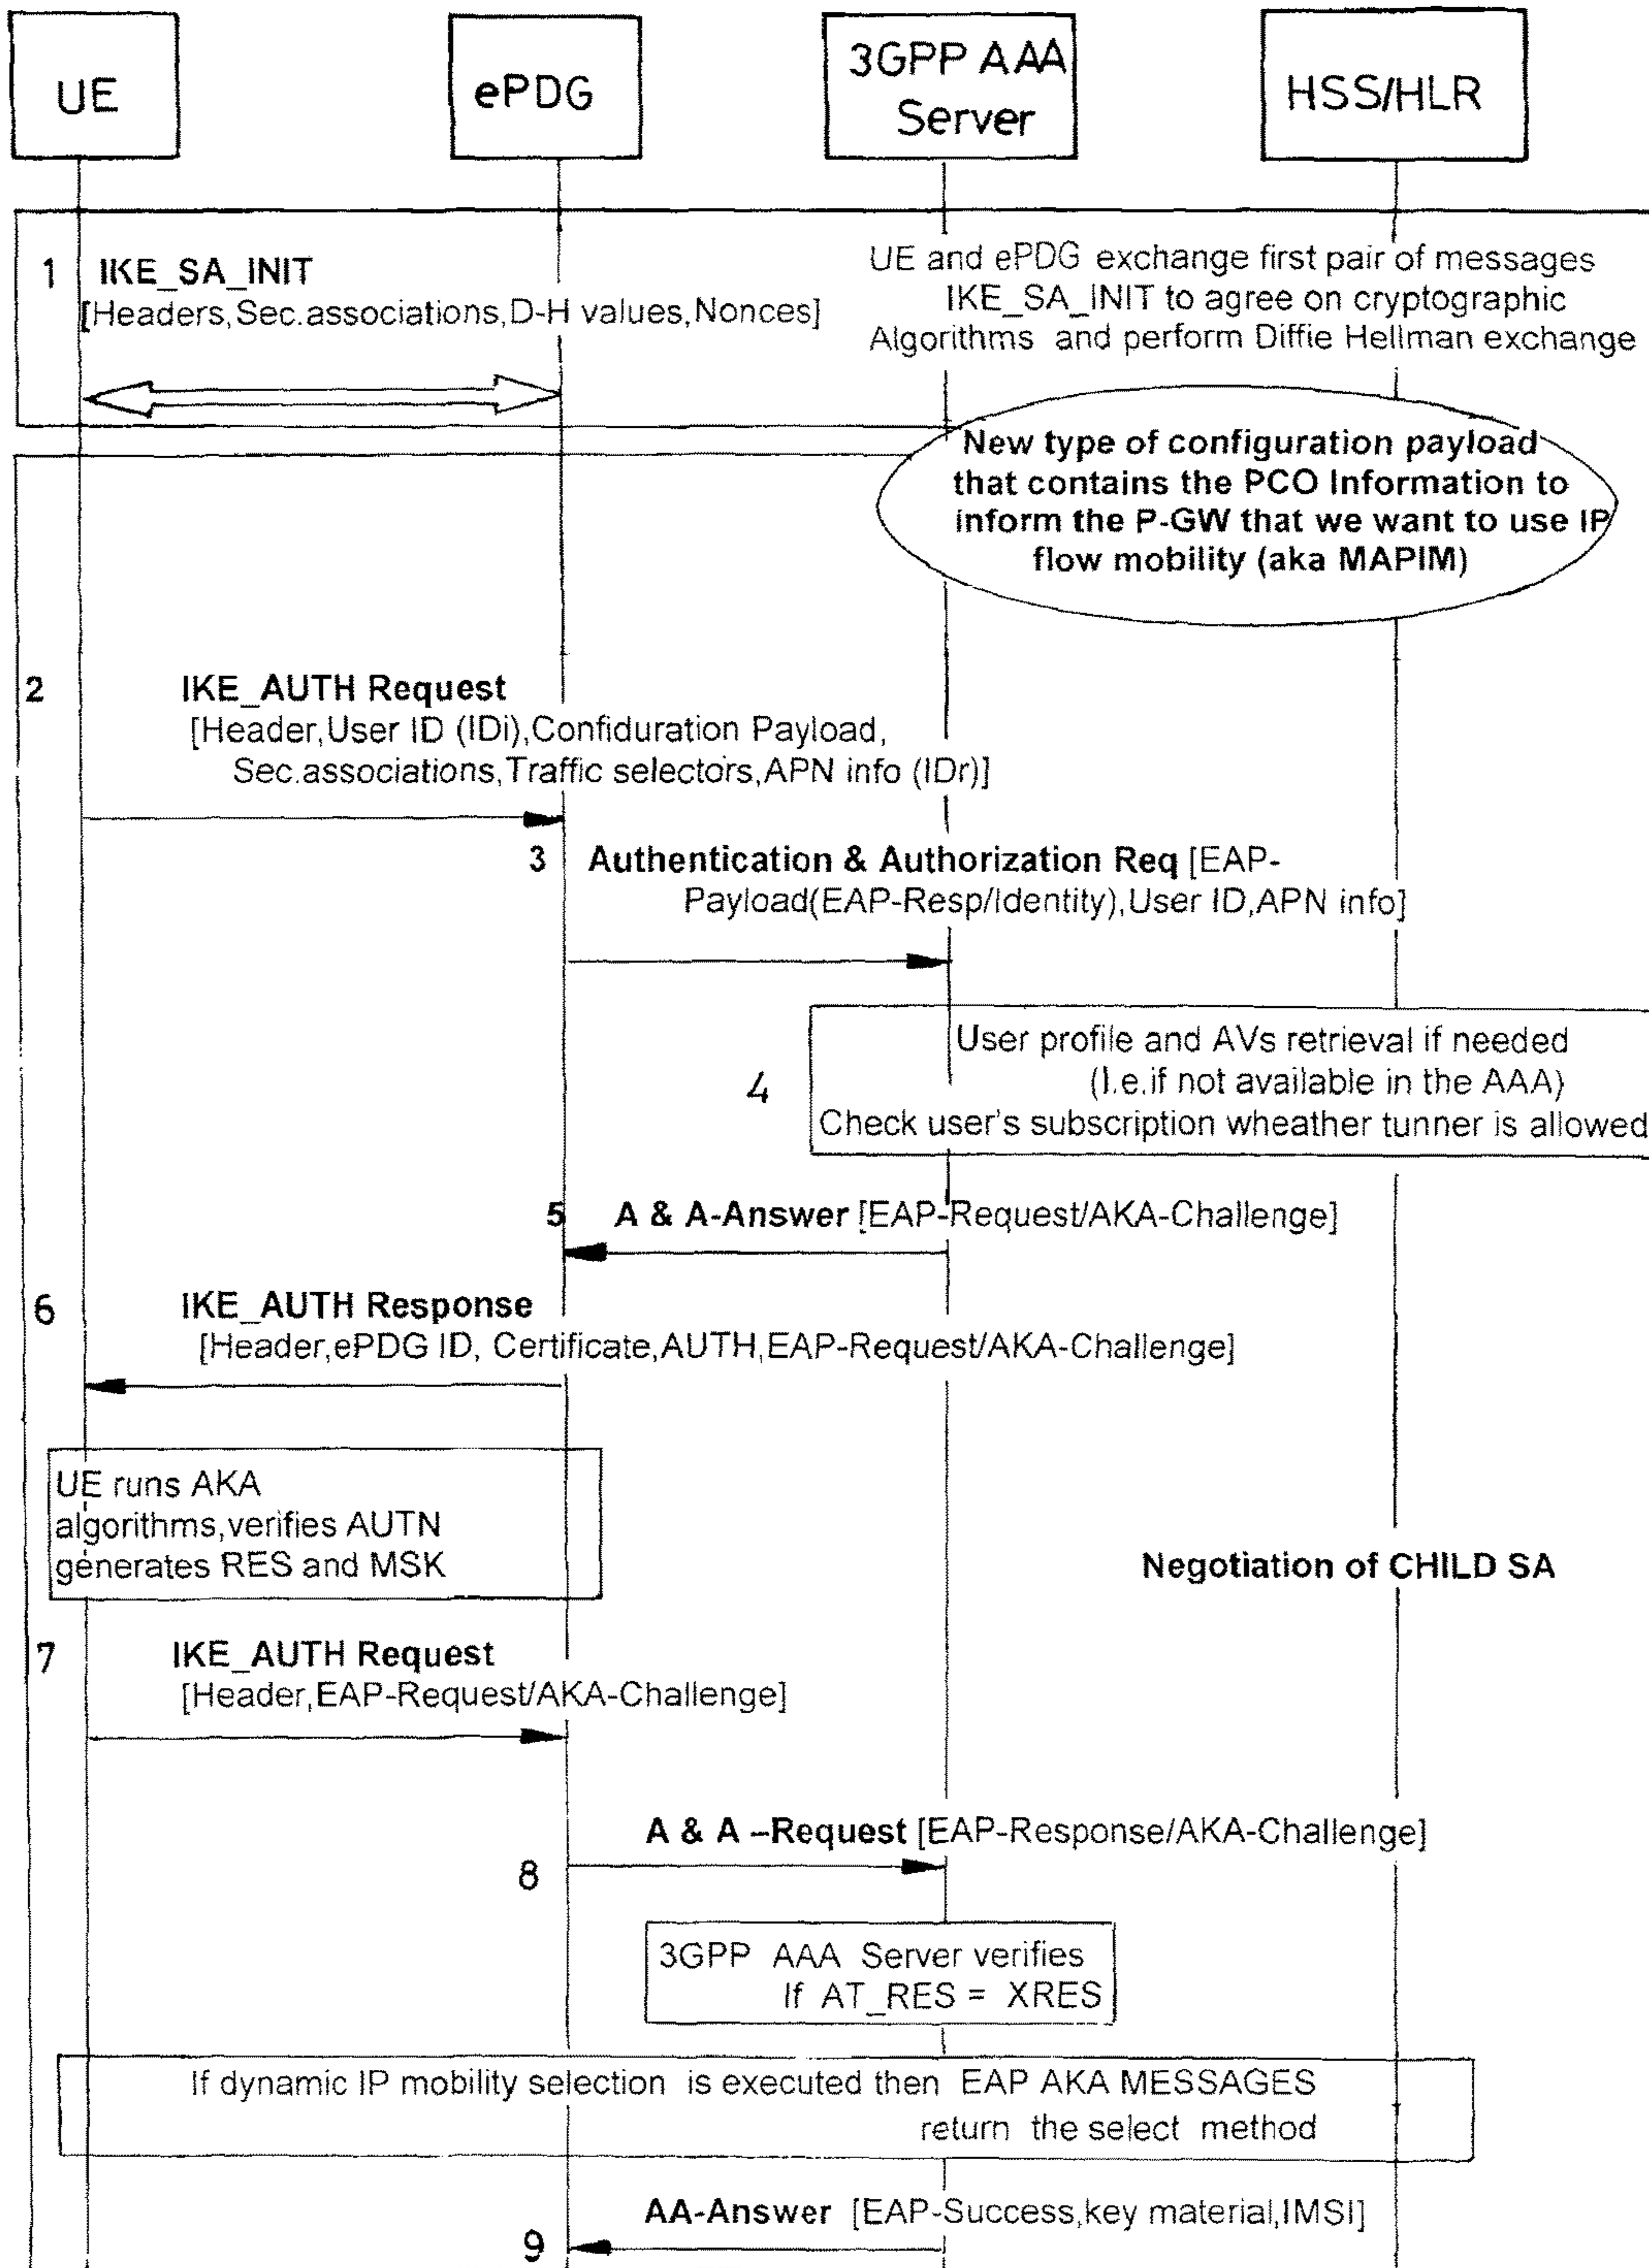 UE
ePDG
3GPP AAA
Server
HSS/HLR
1
IKE_SA_INIT
[Headers,Sec.associations,D-H values,Nonces]
UE and ePDG exchange first pair of messages
IKE_SA_INIT to agree on cryptographic
Algorithms and perform Diffie Hellman exchange
New type of configuration payload
that contains the PCO Information to
inform the P-GW that we want to use IP
flow mobility (aka MAPIM)
2
IKE_AUTH Request
[Header,User ID (IDi),Confiduration Payload,
Sec.associations,Traffic selectors,APN info (IDr)]
3 Authentication & Authorization Req [EAP-
Payload(EAP-Resp/Identity),User ID,APN info]
4
User profile and AVs retrieval if needed
(I.e.if not available in the AAA)
Check user's subscription wheather tunner is allowed
5 A & A-Answer [EAP-Request/AKA-Challenge]
6
IKE_AUTH Response
[Header,ePDG ID, Certificate,AUTH,EAP-Request/AKA-Challenge]
UE runs AKA
algorithms,verifies AUTN
generates RES and MSK
Negotiation of CHILD SA
7
IKE_AUTH Request
[Header,EAP-Request/AKA-Challenge]
A & A –Request [EAP-Response/AKA-Challenge]
8
3GPP AAA Server verifies
If AT_RES = XRES
If dynamic IP mobility selection is executed then EAP AKA MESSAGES
return the select method
AA-Answer [EAP-Success,key material,IMSI]
9